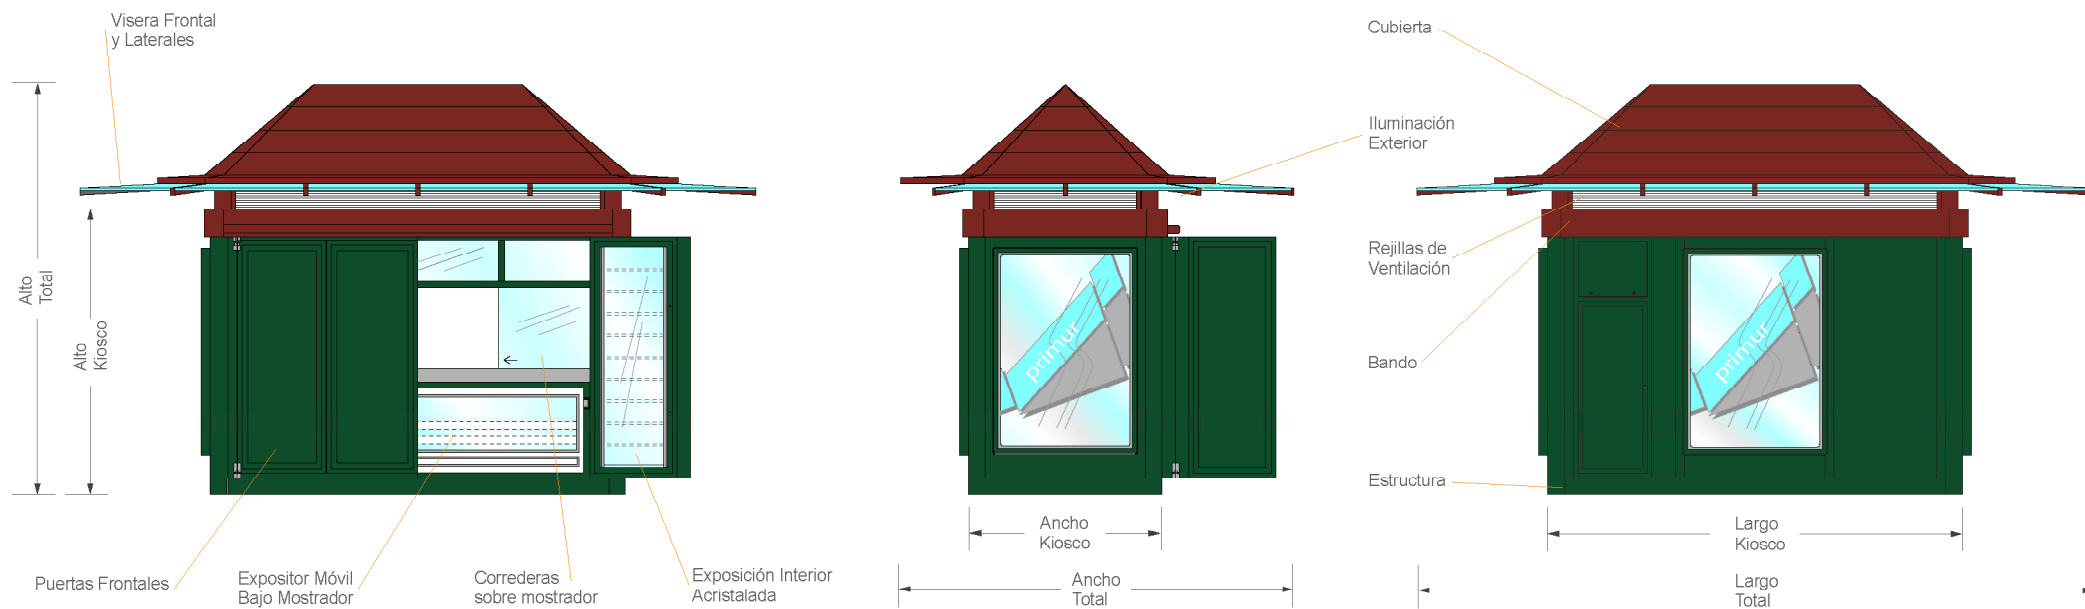 Visera Frontal
y Laterales
Alto
Total
Alto
Kiosco
Puertas Frontales
Expositor Móvil
Bajo Mostrador
Correderas
sobre mostrador
Exposición Interior
Acristalada
primur
Ancho
Kiosco
Ancho
Total
Cubierta
Iluminación
Exterior
Rejillas de
Ventilación
Bando
Estructura
primur
Largo
Kiosco
Largo
Total